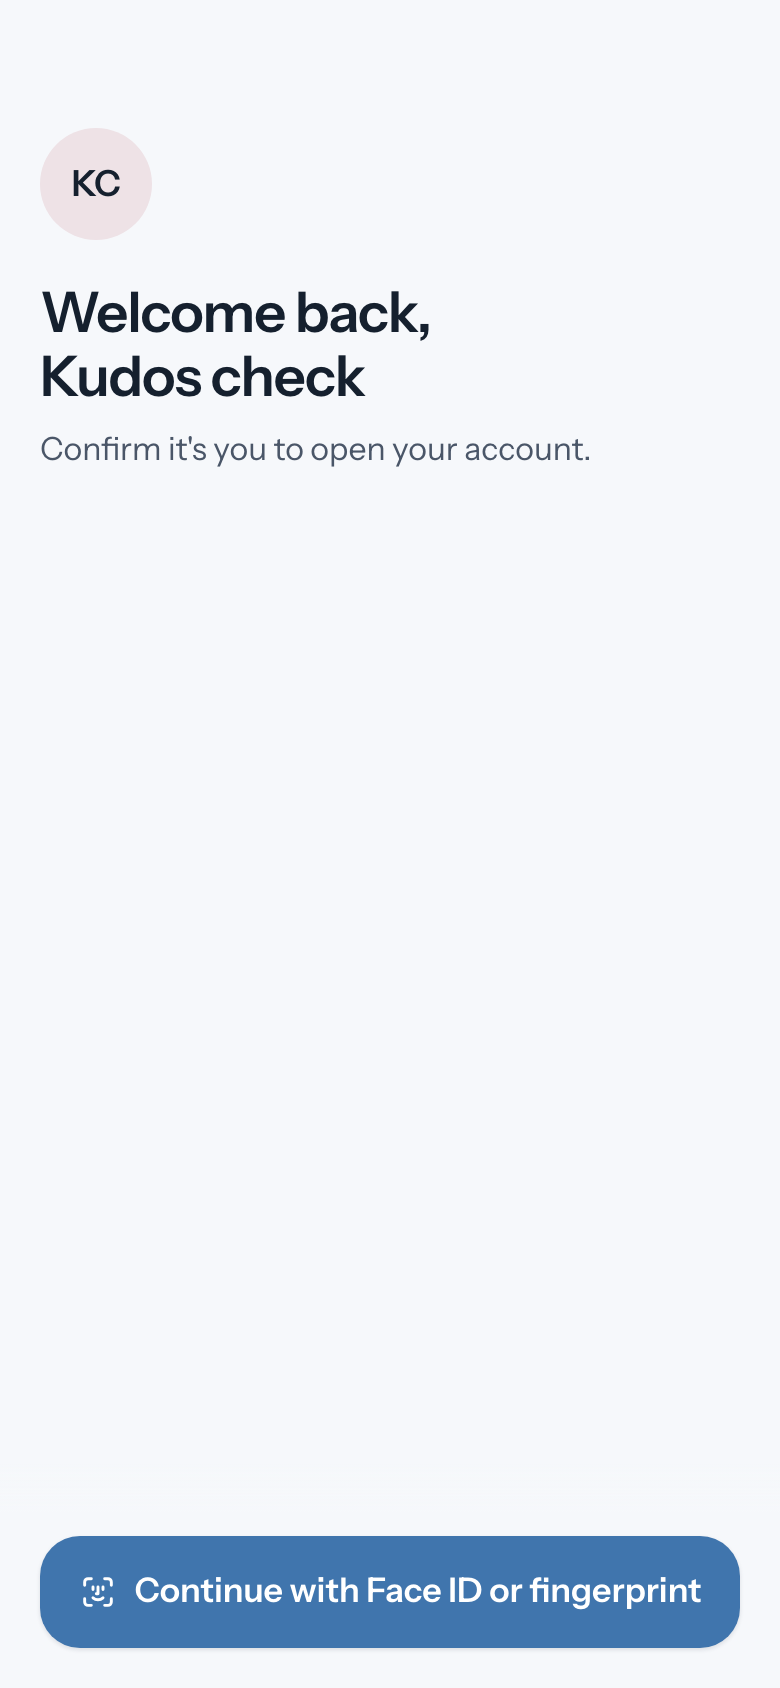 KC
Welcome back,
Kudos check
Confirm it's you to open your account.
Continue with Face ID or fingerprint